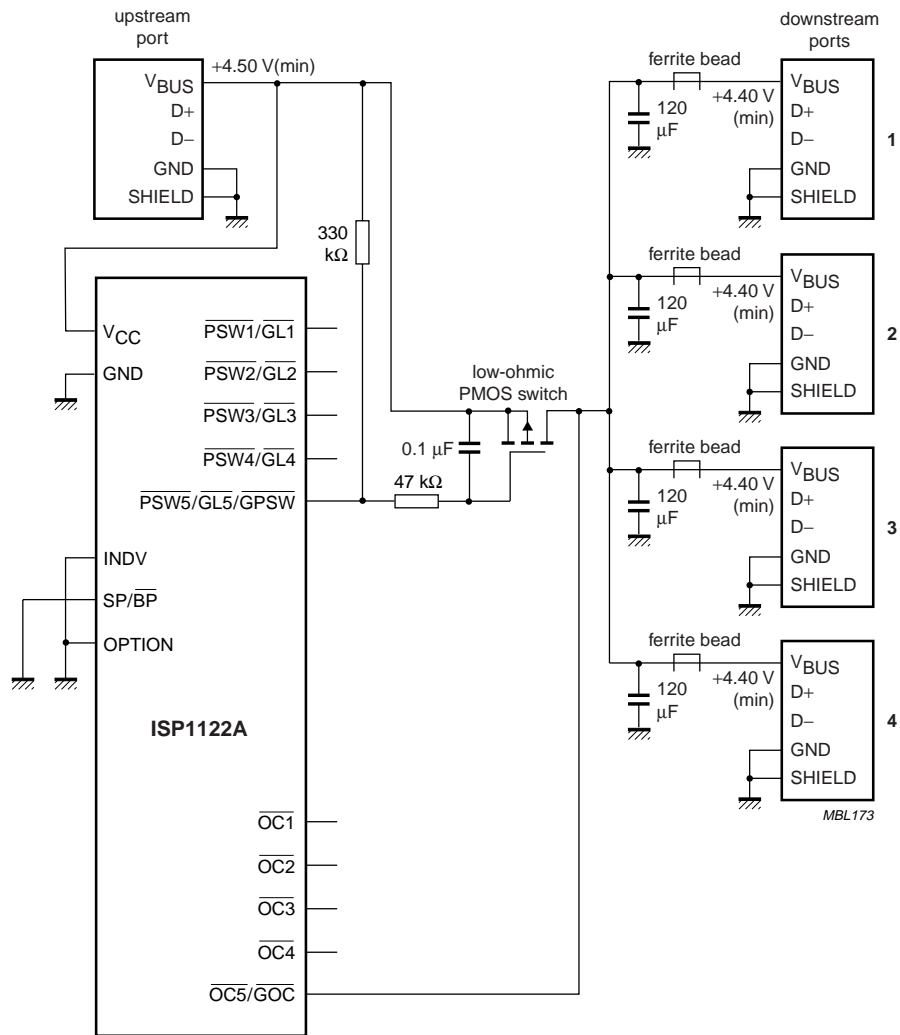 upstream
port
+4.50 V(min)
VBUS
D+
D−
GND
SHIELD
330
kΩ
VCC
GND
PSW1/GL1
PSW2/GL2
PSW3/GL3
PSW4/GL4
PSW5/GL5/GPSW
INDV
SP/BP
OPTION
ISP1122A
OC1
OC2
OC3
OC4
OC5/GOC
0.1 µF
47 kΩ
low-ohmic
PMOS switch
downstream
ports
ferrite bead
120
µF
+4.40 V
(min)
VBUS
D+
D−
GND
SHIELD
1
ferrite bead
120
µF
+4.40 V
(min)
VBUS
D+
D−
GND
SHIELD
2
ferrite bead
120
µF
+4.40 V
(min)
VBUS
D+
D−
GND
SHIELD
3
ferrite bead
120
µF
+4.40 V
(min)
VBUS
D+
D−
GND
SHIELD
4
MBL173